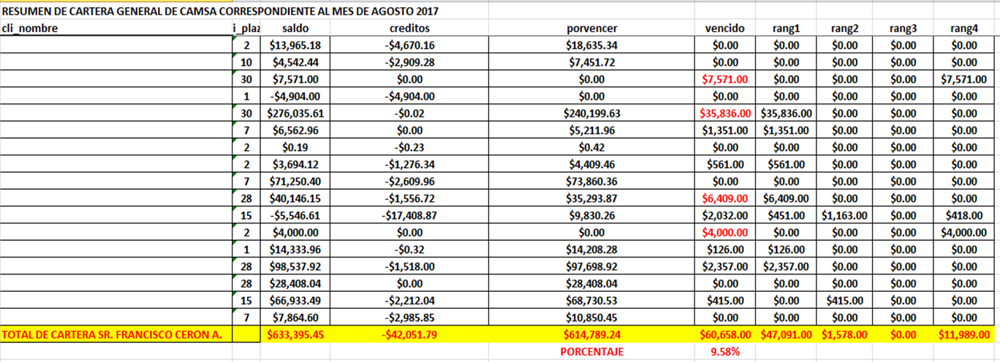 RESUMEN DE CARTERA GENERAL DE CAMSA CORRESPONDIENTE AL MES DE AGOSTO 2017
cli_nombre i_plaz saldo creditos porvencer vencido rang1 rang2 rang3 rang4
2 $13,965.18 -$4,670.16 $18,635.34 $0.00 $0.00 $0.00 $0.00 $0.00
10 $4,542.44 -$2,909.28 $7,451.72 $0.00 $0.00 $0.00 $0.00 $0.00
30 $7,571.00 $0.00 $0.00 $7,571.00 $0.00 $0.00 $0.00 $7,571.00
1 -$4,904.00 -$4,904.00 $0.00 $0.00 $0.00 $0.00 $0.00 $0.00
30 $276,035.61 -$0.02 $240,199.63 $35,836.00 $35,836.00 $0.00 $0.00 $0.00
7 $6,562.96 $0.00 $5,211.96 $1,351.00 $1,351.00 $0.00 $0.00 $0.00
2 $0.19 -$0.23 $0.42 $0.00 $0.00 $0.00 $0.00 $0.00
2 $3,694.12 -$1,276.34 $4,409.46 $561.00 $561.00 $0.00 $0.00 $0.00
7 $71,250.40 -$2,609.96 $73,860.36 $0.00 $0.00 $0.00 $0.00 $0.00
28 $40,146.15 -$1,556.72 $35,293.87 $6,409.00 $6,409.00 $0.00 $0.00 $0.00
15 -$5,546.61 -$17,408.87 $9,830.26 $2,032.00 $451.00 $1,163.00 $0.00 $418.00
2 $4,000.00 $0.00 $0.00 $4,000.00 $0.00 $0.00 $0.00 $4,000.00
1 $14,333.96 -$0.32 $14,208.28 $126.00 $126.00 $0.00 $0.00 $0.00
28 $98,537.92 -$1,518.00 $97,698.92 $2,357.00 $2,357.00 $0.00 $0.00 $0.00
28 $28,408.04 $0.00 $28,408.04 $0.00 $0.00 $0.00 $0.00 $0.00
15 $66,933.49 -$2,212.04 $68,730.53 $415.00 $0.00 $415.00 $0.00 $0.00
7 $7,864.60 -$2,985.85 $10,850.45 $0.00 $0.00 $0.00 $0.00 $0.00
TOTAL DE CARTERA SR. FRANCISCO CERON A. $633,395.45 -$42,051.79 $614,789.24 $60,658.00 $47,091.00 $1,578.00 $0.00 $11,989.00
PORCENTAJE 9.58%